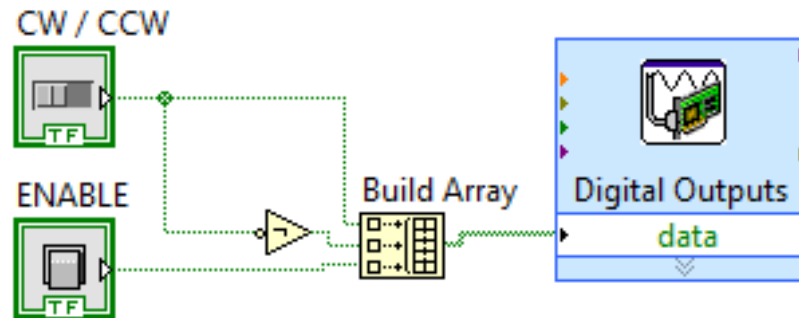 CW / CCW
TF
ENABLE
TF
Build Array
Digital Outputs
data